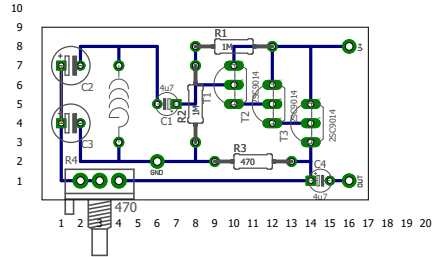 10
9
8
7
6
5
4
3
2
1
R1
1M
+
C2
4u7
C1
R2
1M
T1
T2
T3
2SC9014
2SC9014
2SC9014
+
C3
R3
470
GND
R4
470
C4
4u7
OUT
1 2 3 4 5 6 7 8 9 10 11 12 13 14 15 16 17 18 19 20